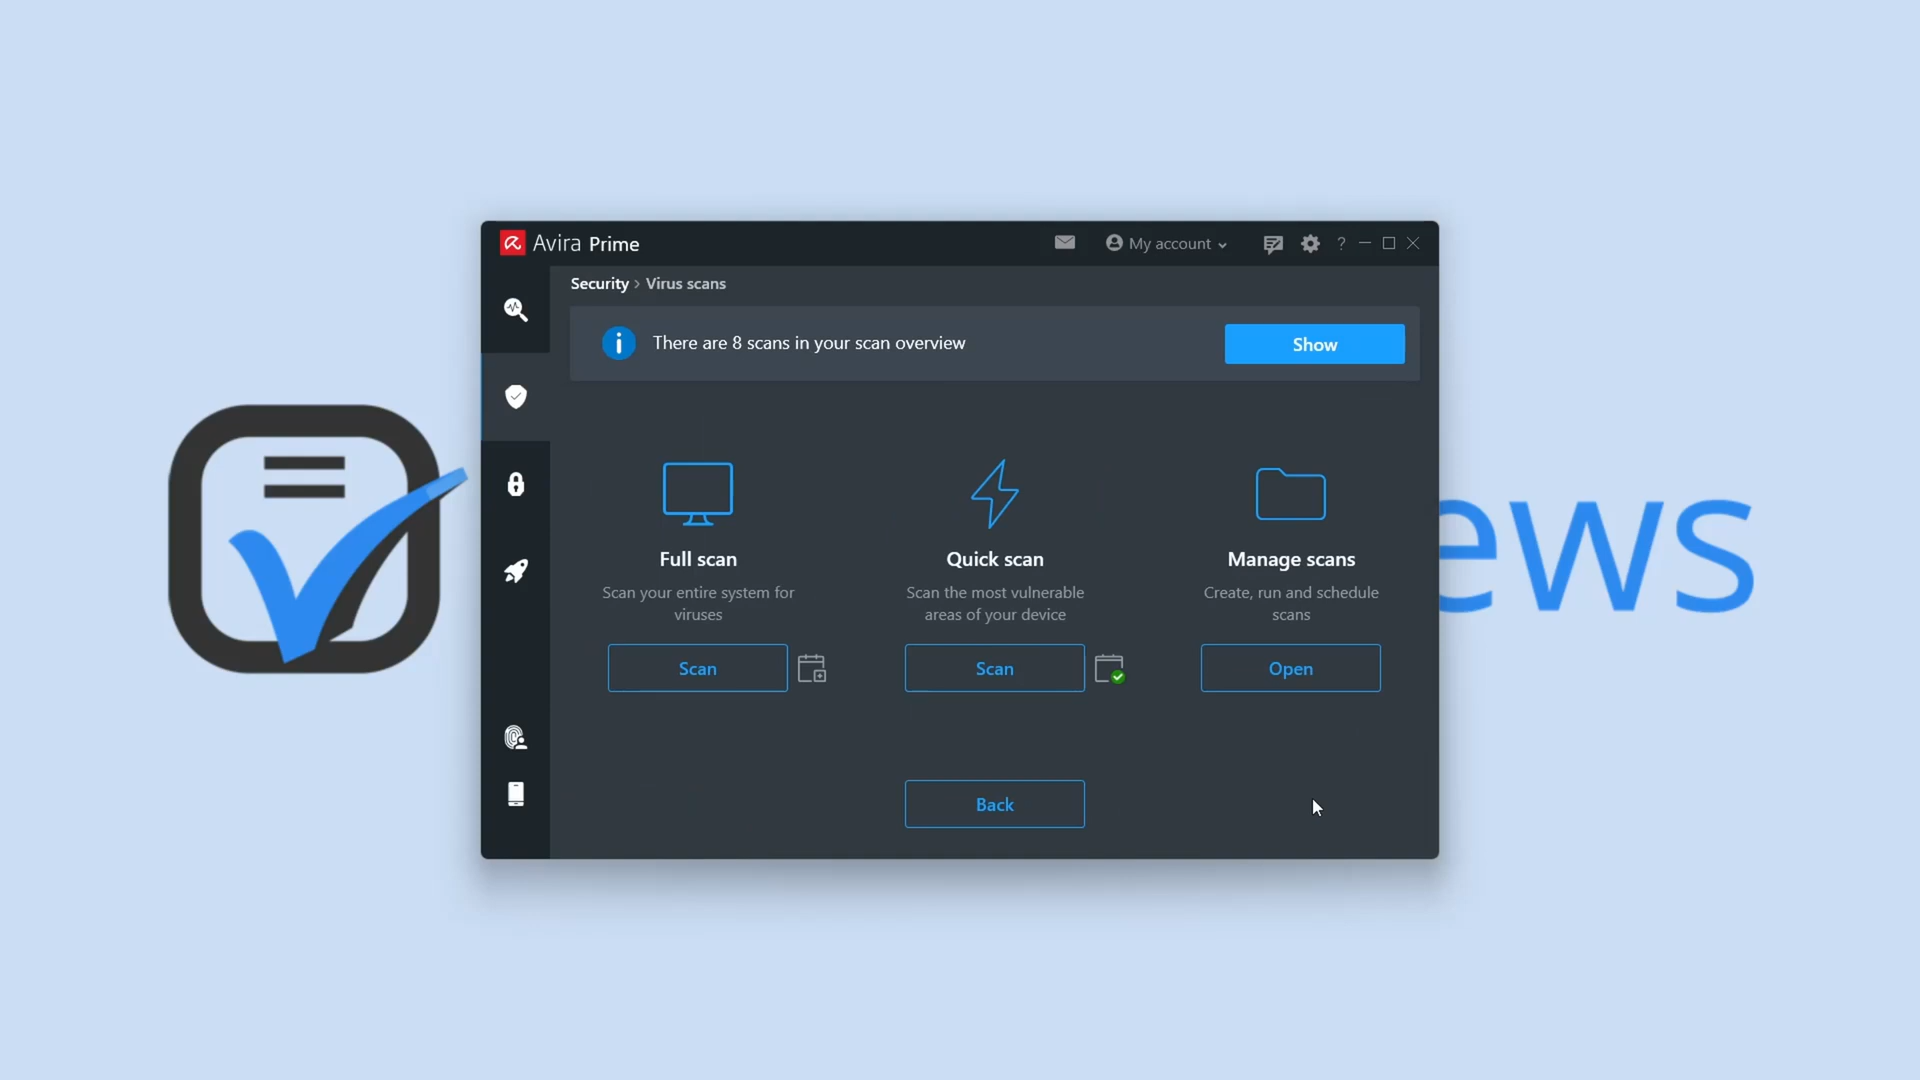 Avira Prime
My account
?
Security > Virus scans
There are 8 scans in your scan overview
Show
Full scan
Scan your entire system for
viruses
Scan
Quick scan
Scan the most vulnerable
areas of your device
Scan
Manage scans
Create, run and schedule
scans
Open
Back
ews